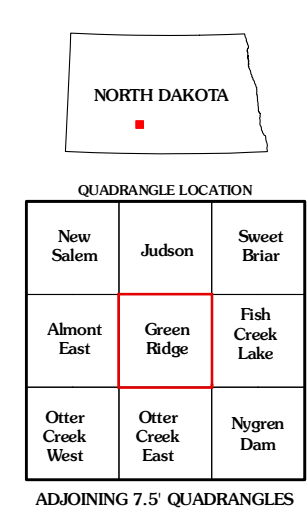 NORTH DAKOTA
QUADRANGLE LOCATION
New
Salem
Judson
Sweet
Briar
Almont
East
Green
Ridge
Fish
Creek
Lake
Otter
Creek
West
Otter
Creek
East
Nygren
Dam
ADJOINING 7.5' QUADRANGLES